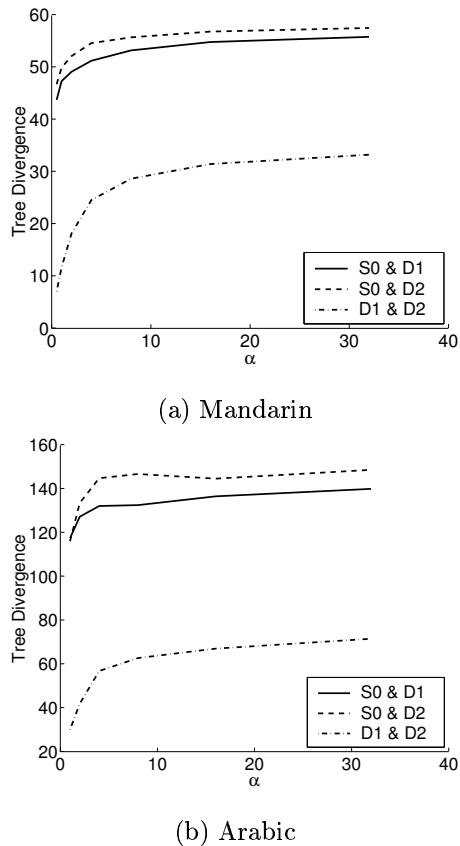 60
50
40
30
20
10
0
Tree Divergence
0 10 20 30 40
α
S0 & D1
S0 & D2
D1 & D2
(a) Mandarin
160
140
120
100
80
60
40
20
Tree Divergence
0 10 20 30 40
α
S0 & D1
S0 & D2
D1 & D2
(b) Arabic